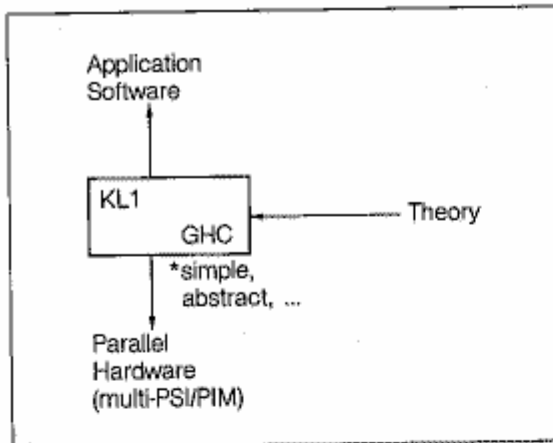 Application
Software
KL1
GHC
Theory
*simple,
abstract, ...
Parallel
Hardware
(multi-PSI/PIM)